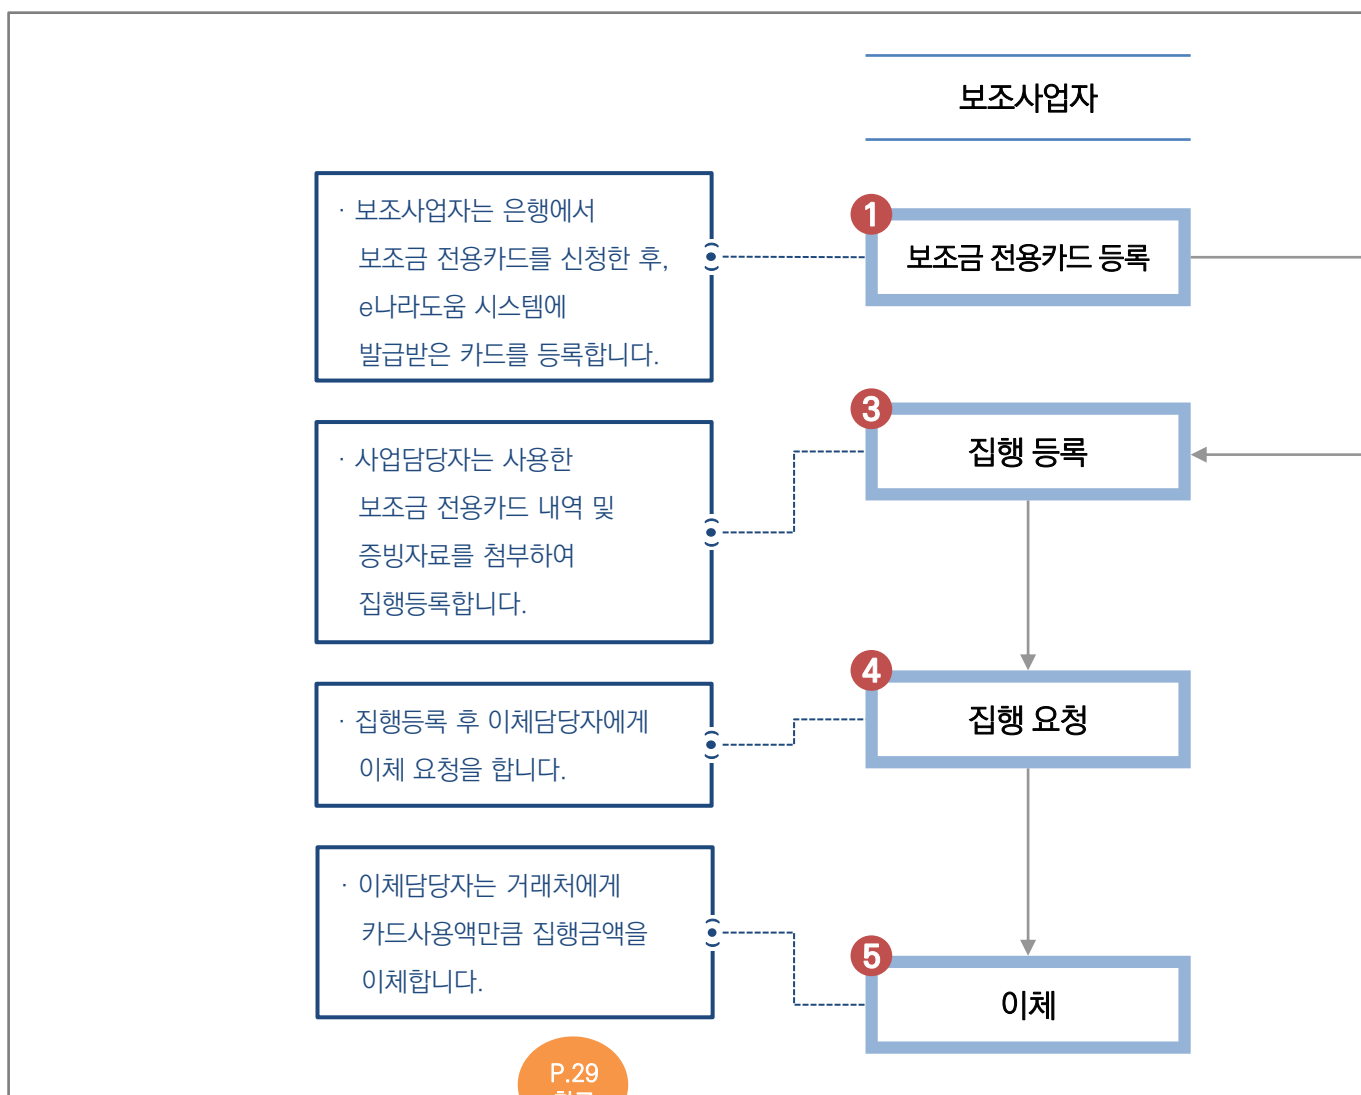 보조사업자
· 보조사업자는 은행에서
보조금 전용카드를 신청한 후,
e나라도움 시스템에
발급받은 카드를 등록합니다.
1
보조금 전용카드 등록
· 사업담당자는 사용한
보조금 전용카드 내역 및
증빙자료를 첨부하여
집행등록합니다.
3
집행 등록
· 집행등록 후 이체담당자에게
이체 요청을 합니다.
4
집행 요청
· 이체담당자는 거래처에게
카드사용액만큼 집행금액을
이체합니다.
5
이체
P.29